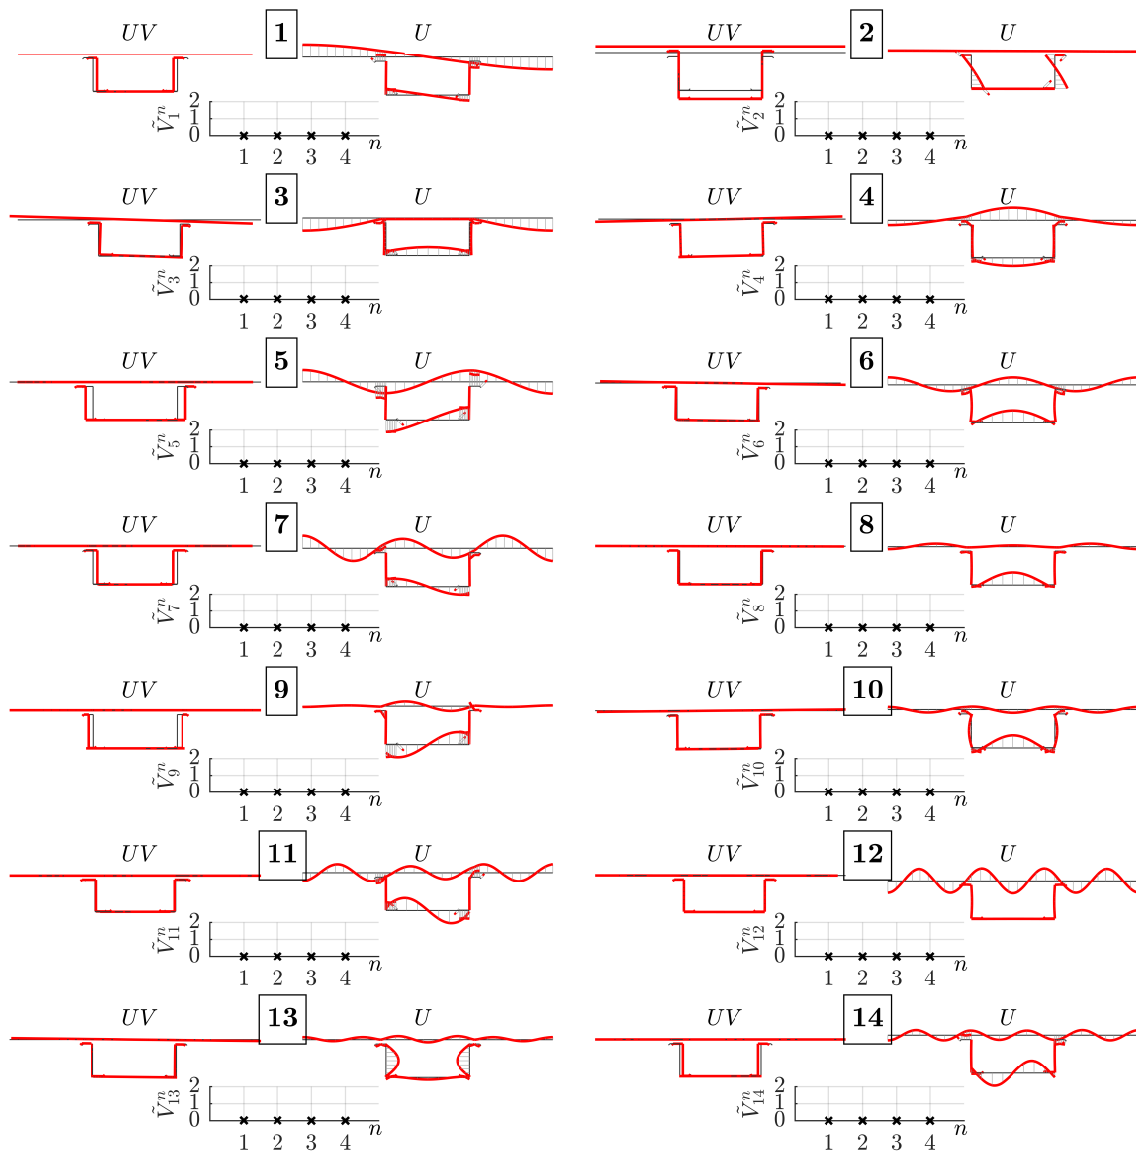 UV 1 U
2
1
0
Ṽ₁ⁿ
1 2 3 4 n
UV 2 U
2
1
0
Ṽ₂ⁿ
1 2 3 4 n
UV 3 U
2
1
0
Ṽ₃ⁿ
1 2 3 4 n
UV 4 U
2
1
0
Ṽ₄ⁿ
1 2 3 4 n
UV 5 U
2
1
0
Ṽ₅ⁿ
1 2 3 4 n
UV 6 U
2
1
0
Ṽ₆ⁿ
1 2 3 4 n
UV 7 U
2
1
0
Ṽ₇ⁿ
1 2 3 4 n
UV 8 U
2
1
0
Ṽ₈ⁿ
1 2 3 4 n
UV 9 U
2
1
0
Ṽ₉ⁿ
1 2 3 4 n
UV 10 U
2
1
0
Ṽ₁₀ⁿ
1 2 3 4 n
UV 11 U
2
1
0
Ṽ₁₁ⁿ
1 2 3 4 n
UV 12 U
2
1
0
Ṽ₁₂ⁿ
1 2 3 4 n
UV 13 U
2
1
0
Ṽ₁₃ⁿ
1 2 3 4 n
UV 14 U
2
1
0
Ṽ₁₄ⁿ
1 2 3 4 n